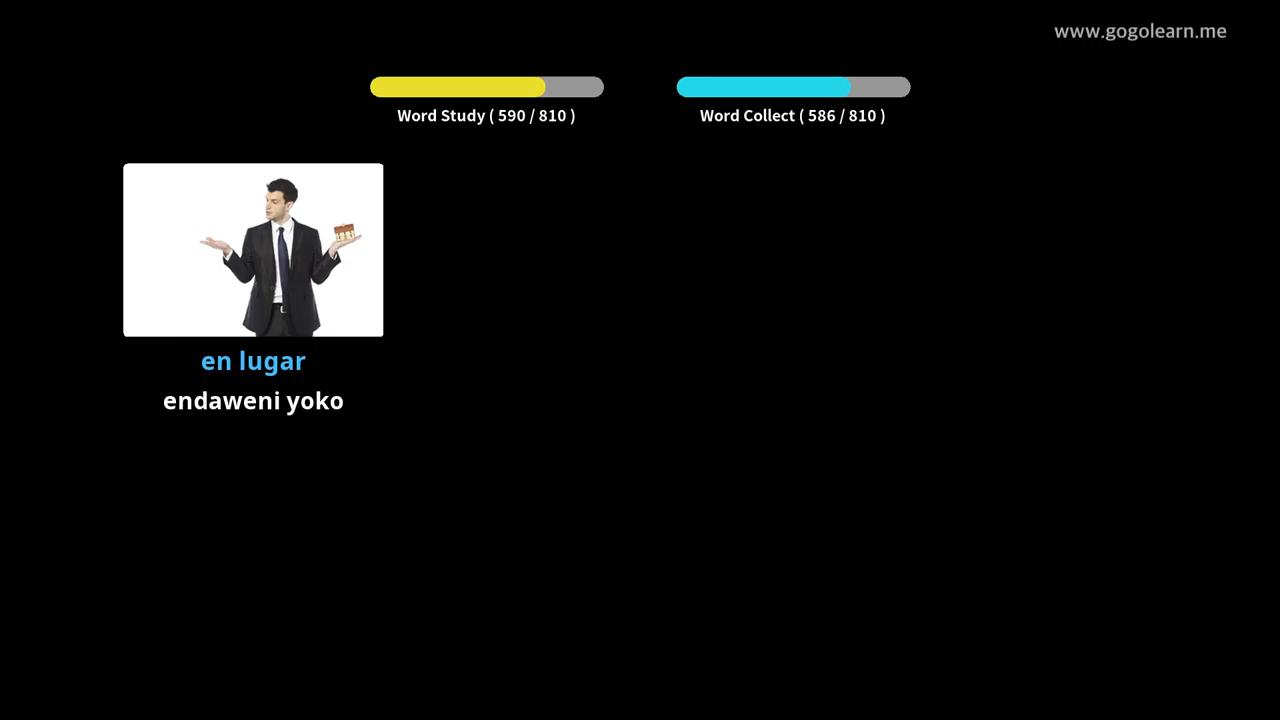 www.gogolearn.me
Word Study ( 590 / 810 )
Word Collect ( 586 / 810 )
en lugar
endaweni yoko